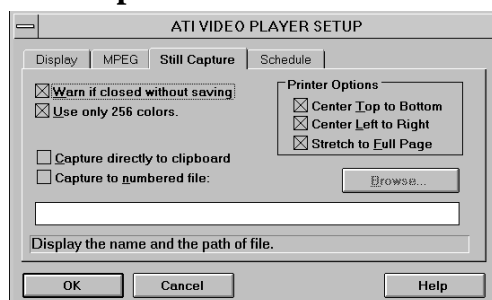 ATI VIDEO PLAYER SETUP
Display MPEG Still Capture Schedule
Warn if closed without saving
Use only 256 colors.
Capture directly to clipboard
Capture to numbered file:
Printer Options
Center Top to Bottom
Center Left to Right
Stretch to Full Page
Browse...
Display the name and the path of file.
OK Cancel Help